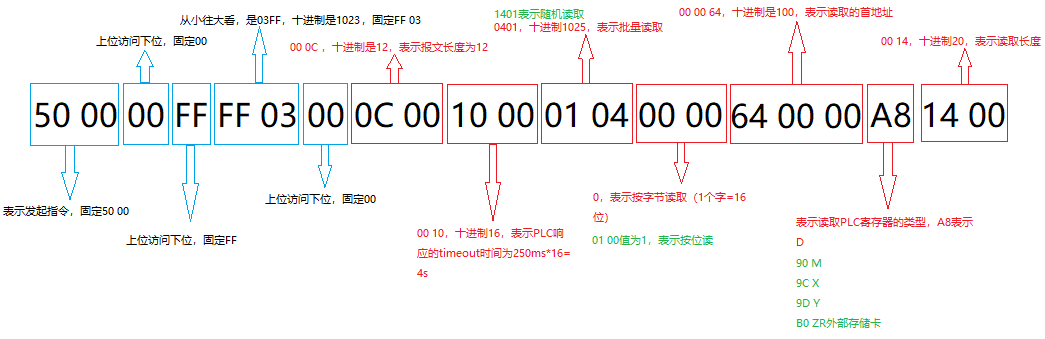 从小往大看，是03FF，十进制是1023，固定FF 03
上位访问下位，固定00
00 0C ，十进制是12，表示报文长度为12
1401表示随机读取
0401，十进制1025，表示批量读取
00 00 64，十进制是100，表示读取的首地址
00 14，十进制20，表示读取长度
50 00 00 FF FF 03 00 0C 00 10 00 01 04 00 00 64 00 00 A8 14 00
表示发起指令，固定50 00
上位访问下位，固定FF
上位访问下位，固定00
00 10，十进制16，表示PLC响
应的timeout时间为250ms*16=
4s
0，表示按字节读取（1个字=16
位）
01 00值为1，表示按位读
表示读取PLC寄存器的类型，A8表示
D
90 M
9C X
9D Y
B0 ZR外部存储卡